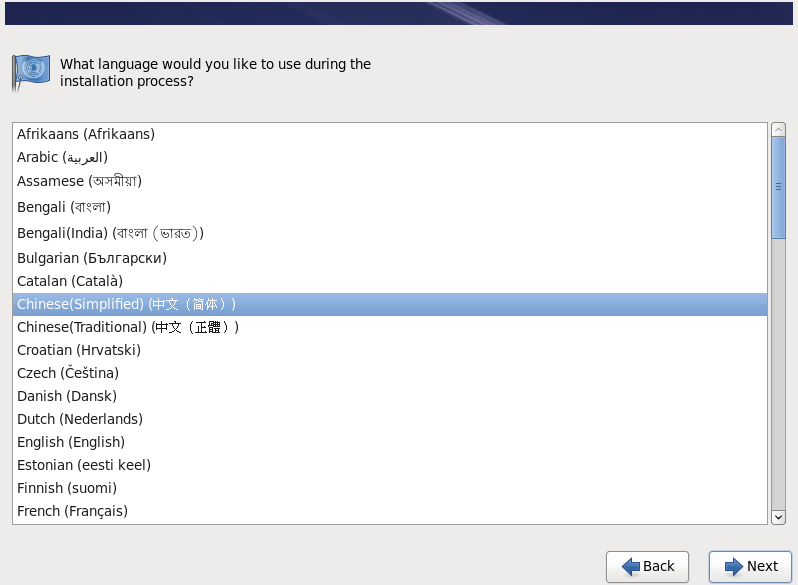 What language would you like to use during the
installation process?
Afrikaans (Afrikaans)
Arabic (العربية)
Assamese (অসমীয়া)
Bengali (বাংলা)
Bengali(India) (বাংলা (ভারত))
Bulgarian (Български)
Catalan (Català)
Chinese(Simplified) (中文（简体）)
Chinese(Traditional) (中文（正體）)
Croatian (Hrvatski)
Czech (Čeština)
Danish (Dansk)
Dutch (Nederlands)
English (English)
Estonian (eesti keel)
Finnish (suomi)
French (Français)
Back
Next